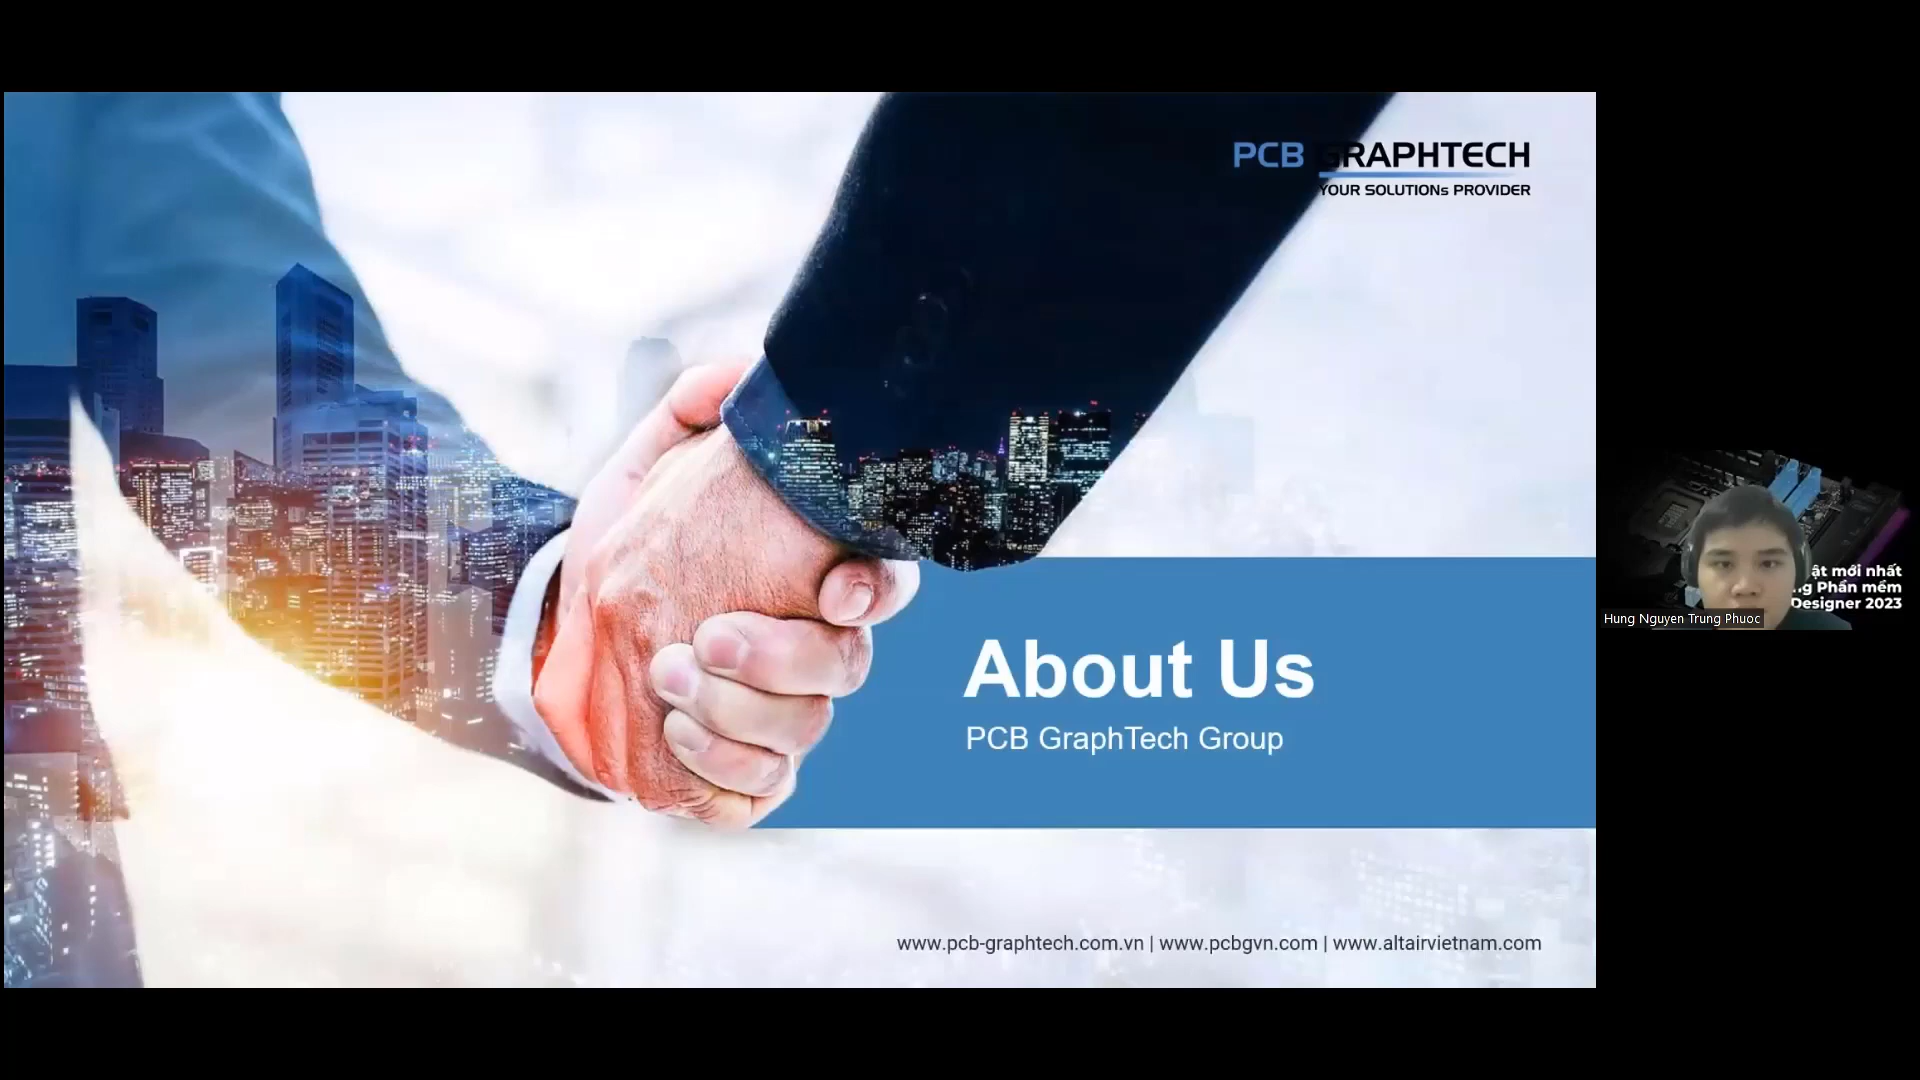 PCB GRAPHTECH
YOUR SOLUTIONs PROVIDER
About Us
PCB GraphTech Group
www.pcb-graphtech.com.vn | www.pcbgvn.com | www.altairvietnam.com
mới nhất
Phần mềm
Designer 2023
Hung Nguyen Trung Phuoc